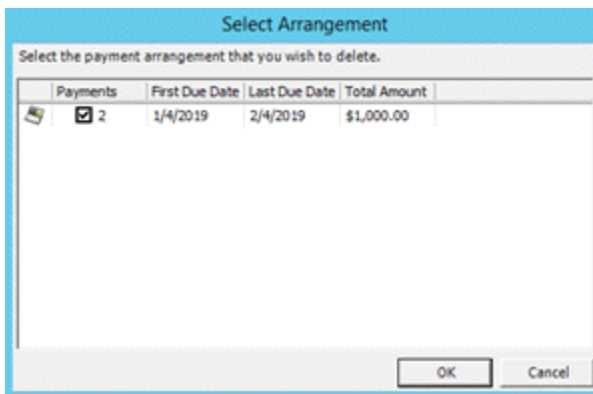 Select Arrangement
Select the payment arrangement that you wish to delete.
Payments First Due Date Last Due Date Total Amount
2 1/4/2019 2/4/2019 $1,000.00
OK Cancel